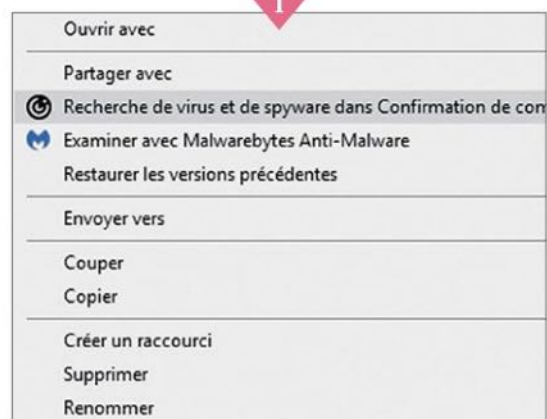 1
Ouvrir avec
Partager avec
Recherche de virus et de spyware dans Confirmation de
Examiner avec Malwarebytes Anti-Malware
Restaurer les versions précédentes
Envoyer vers
Couper
Copier
Créer un raccourci
Supprimer
Renommer